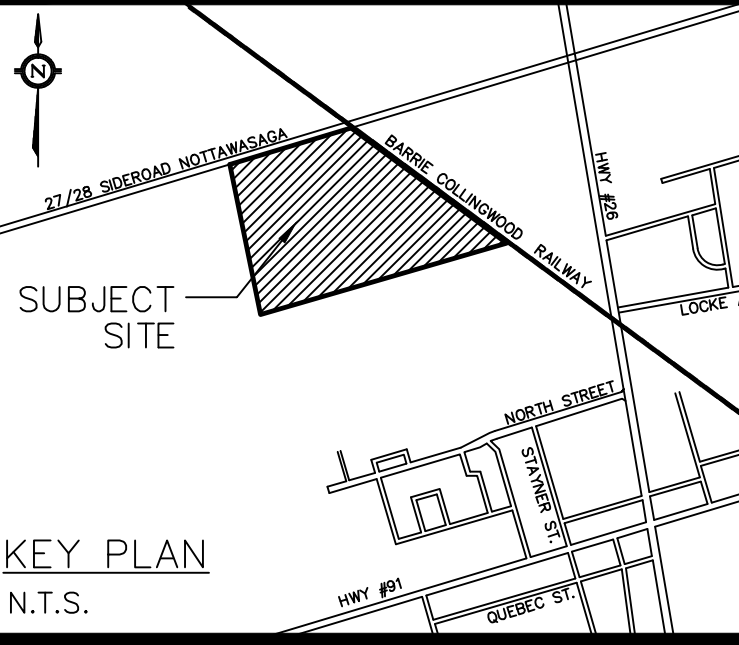 N
27/28 SIDEROAD NOTTAWASAGA
BARRIE COLLINGWOOD RAILWAY
HWY #26
SUBJECT
SITE
LOCKE
NORTH STREET
STAYNER ST.
KEY PLAN
N.T.S.
HWY #91
QUEBEC ST.